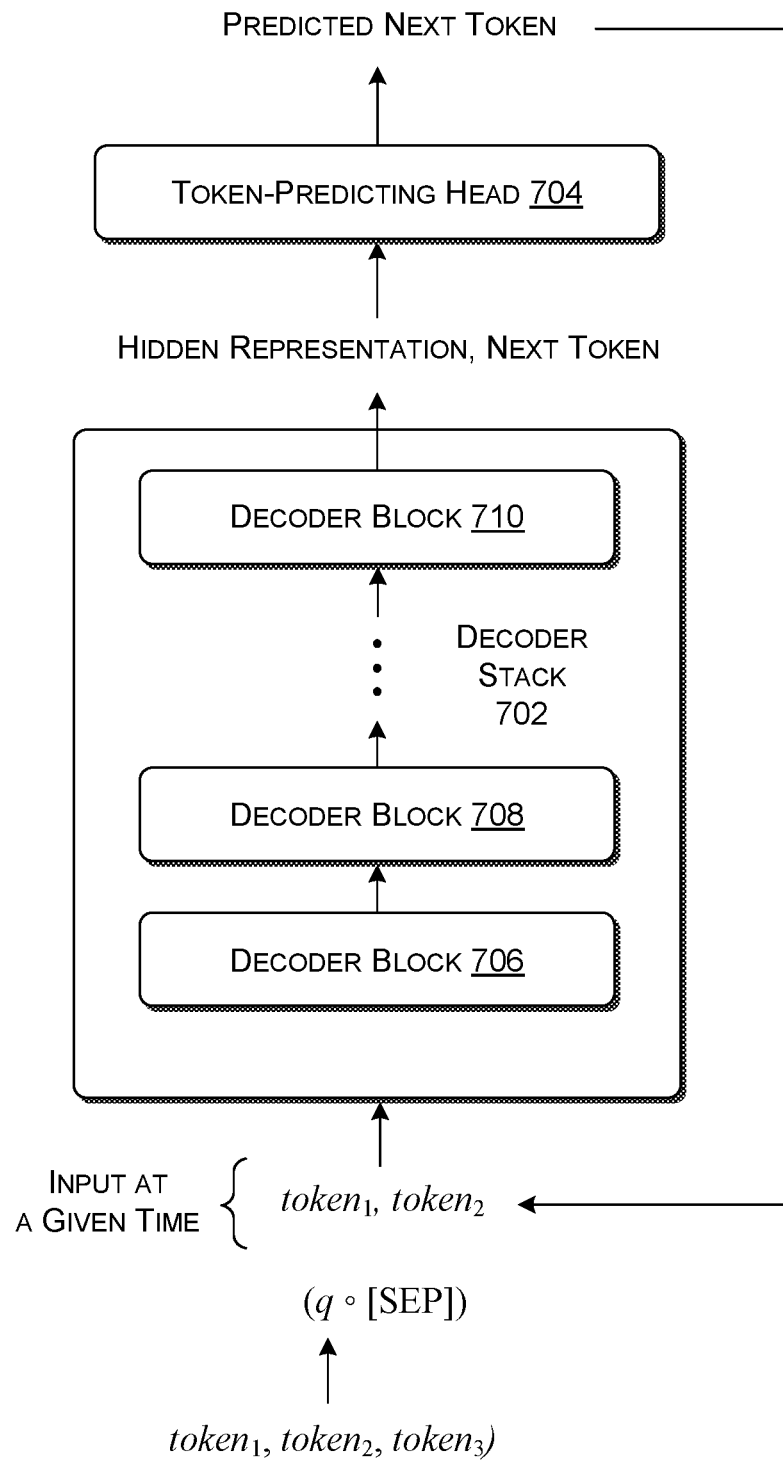 PREDICTED NEXT TOKEN
TOKEN-PREDICTING HEAD 704
HIDDEN REPRESENTATION, NEXT TOKEN
DECODER BLOCK 710
DECODER
STACK
702
DECODER BLOCK 708
DECODER BLOCK 706
INPUT AT
A GIVEN TIME
token₁, token₂
(q ∘ [SEP])
token₁, token₂, token₃)